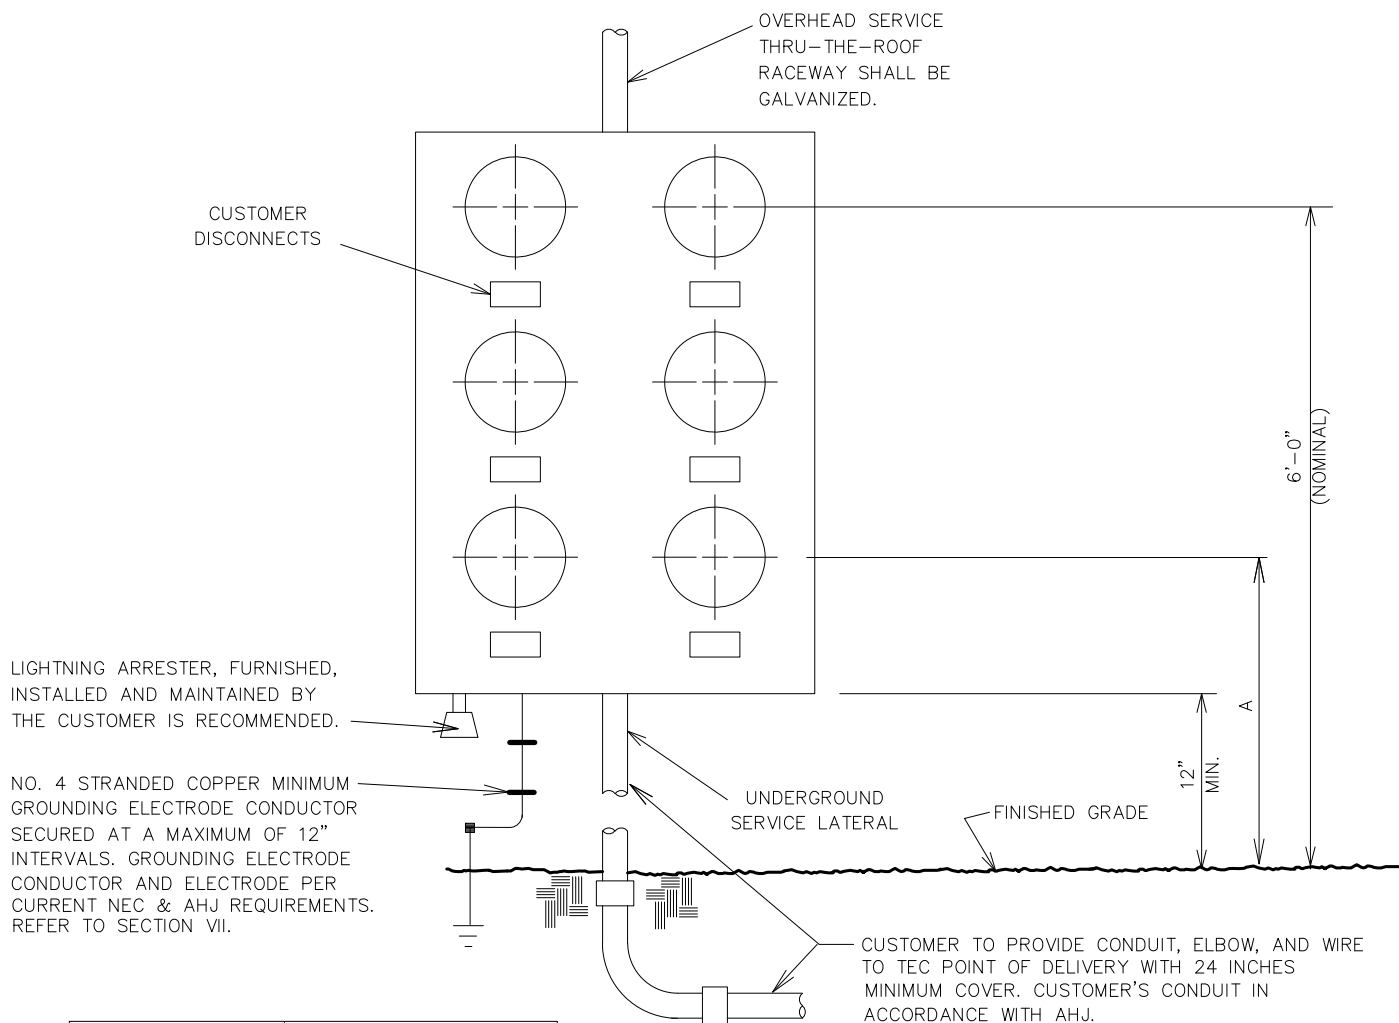 OVERHEAD SERVICE
THRU-THE-ROOF
RACEWAY SHALL BE
GALVANIZED.
CUSTOMER
DISCONNECTS
6'-0"
(NOMINAL)
LIGHTNING ARRESTER, FURNISHED,
INSTALLED AND MAINTAINED BY
THE CUSTOMER IS RECOMMENDED.
A
12"
MIN.
NO. 4 STRANDED COPPER MINIMUM
GROUNDING ELECTRODE CONDUCTOR
SECURED AT A MAXIMUM OF 12"
INTERVALS. GROUNDING ELECTRODE
CONDUCTOR AND ELECTRODE PER
CURRENT NEC & AHJ REQUIREMENTS.
REFER TO SECTION VII.
UNDERGROUND
SERVICE LATERAL
FINISHED GRADE
CUSTOMER TO PROVIDE CONDUIT, ELBOW, AND WIRE
TO TEC POINT OF DELIVERY WITH 24 INCHES
MINIMUM COVER. CUSTOMER'S CONDUIT IN
ACCORDANCE WITH AHJ.